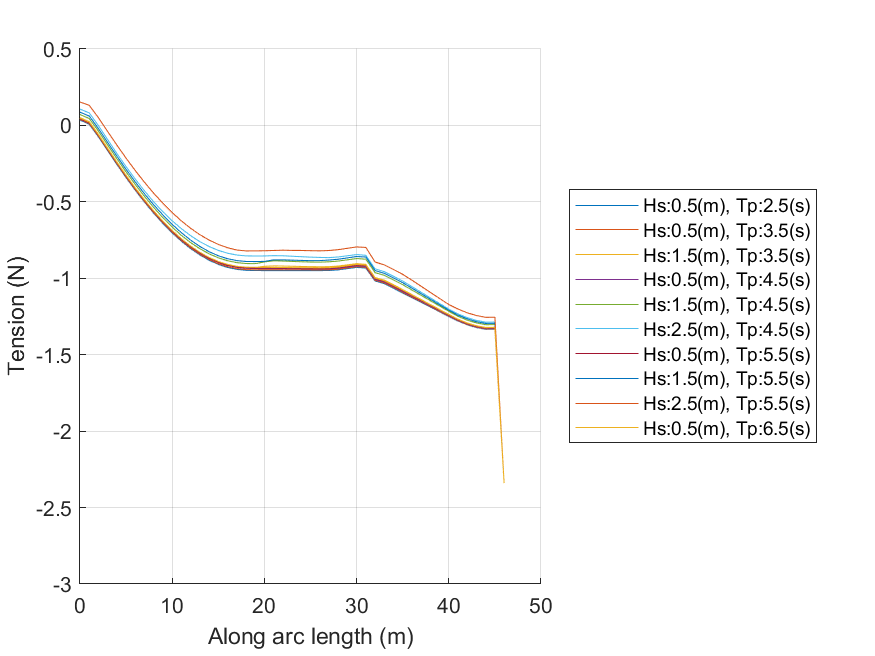 0.5
0
-0.5
-1
-1.5
-2
-2.5
-3
0 10 20 30 40 50
Along arc length (m)
Tension (N)
Hs:0.5(m), Tp:2.5(s)
Hs:0.5(m), Tp:3.5(s)
Hs:1.5(m), Tp:3.5(s)
Hs:0.5(m), Tp:4.5(s)
Hs:1.5(m), Tp:4.5(s)
Hs:2.5(m), Tp:4.5(s)
Hs:0.5(m), Tp:5.5(s)
Hs:1.5(m), Tp:5.5(s)
Hs:2.5(m), Tp:5.5(s)
Hs:0.5(m), Tp:6.5(s)